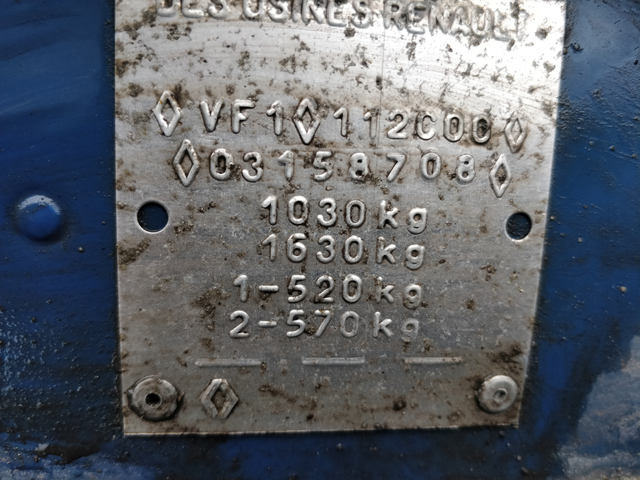 DES USINES RENAULT
VF1 112C00
03158708
1030kg
1630kg
1-520kg
2-570kg